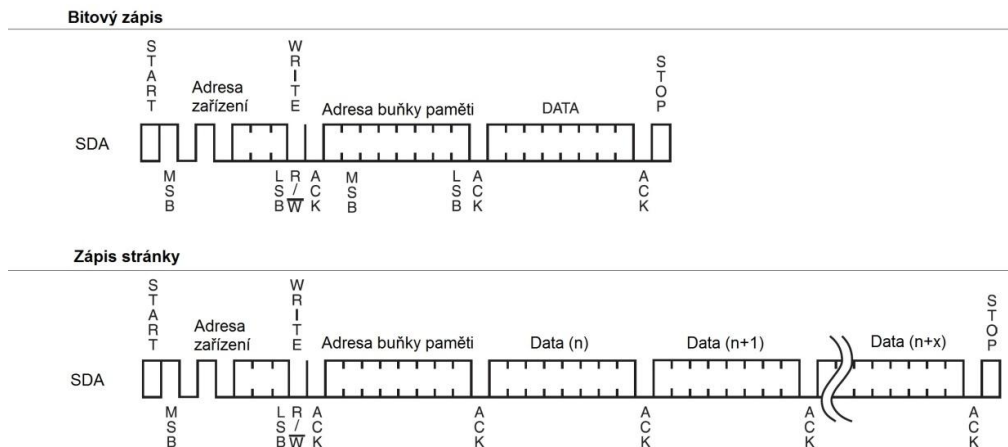 Bitový zápis
START
WRITE
STOP
Adresa
zařízení
Adresa buňky paměti
DATA
SDA
MSB
LSB
R/W
ACK
MSB
LSB
ACK
ACK
Zápis stránky
START
WRITE
STOP
Adresa
zařízení
Adresa buňky paměti
Data (n)
Data (n+1)
Data (n+x)
SDA
MSB
LSB
R/W
ACK
ACK
ACK
ACK
ACK